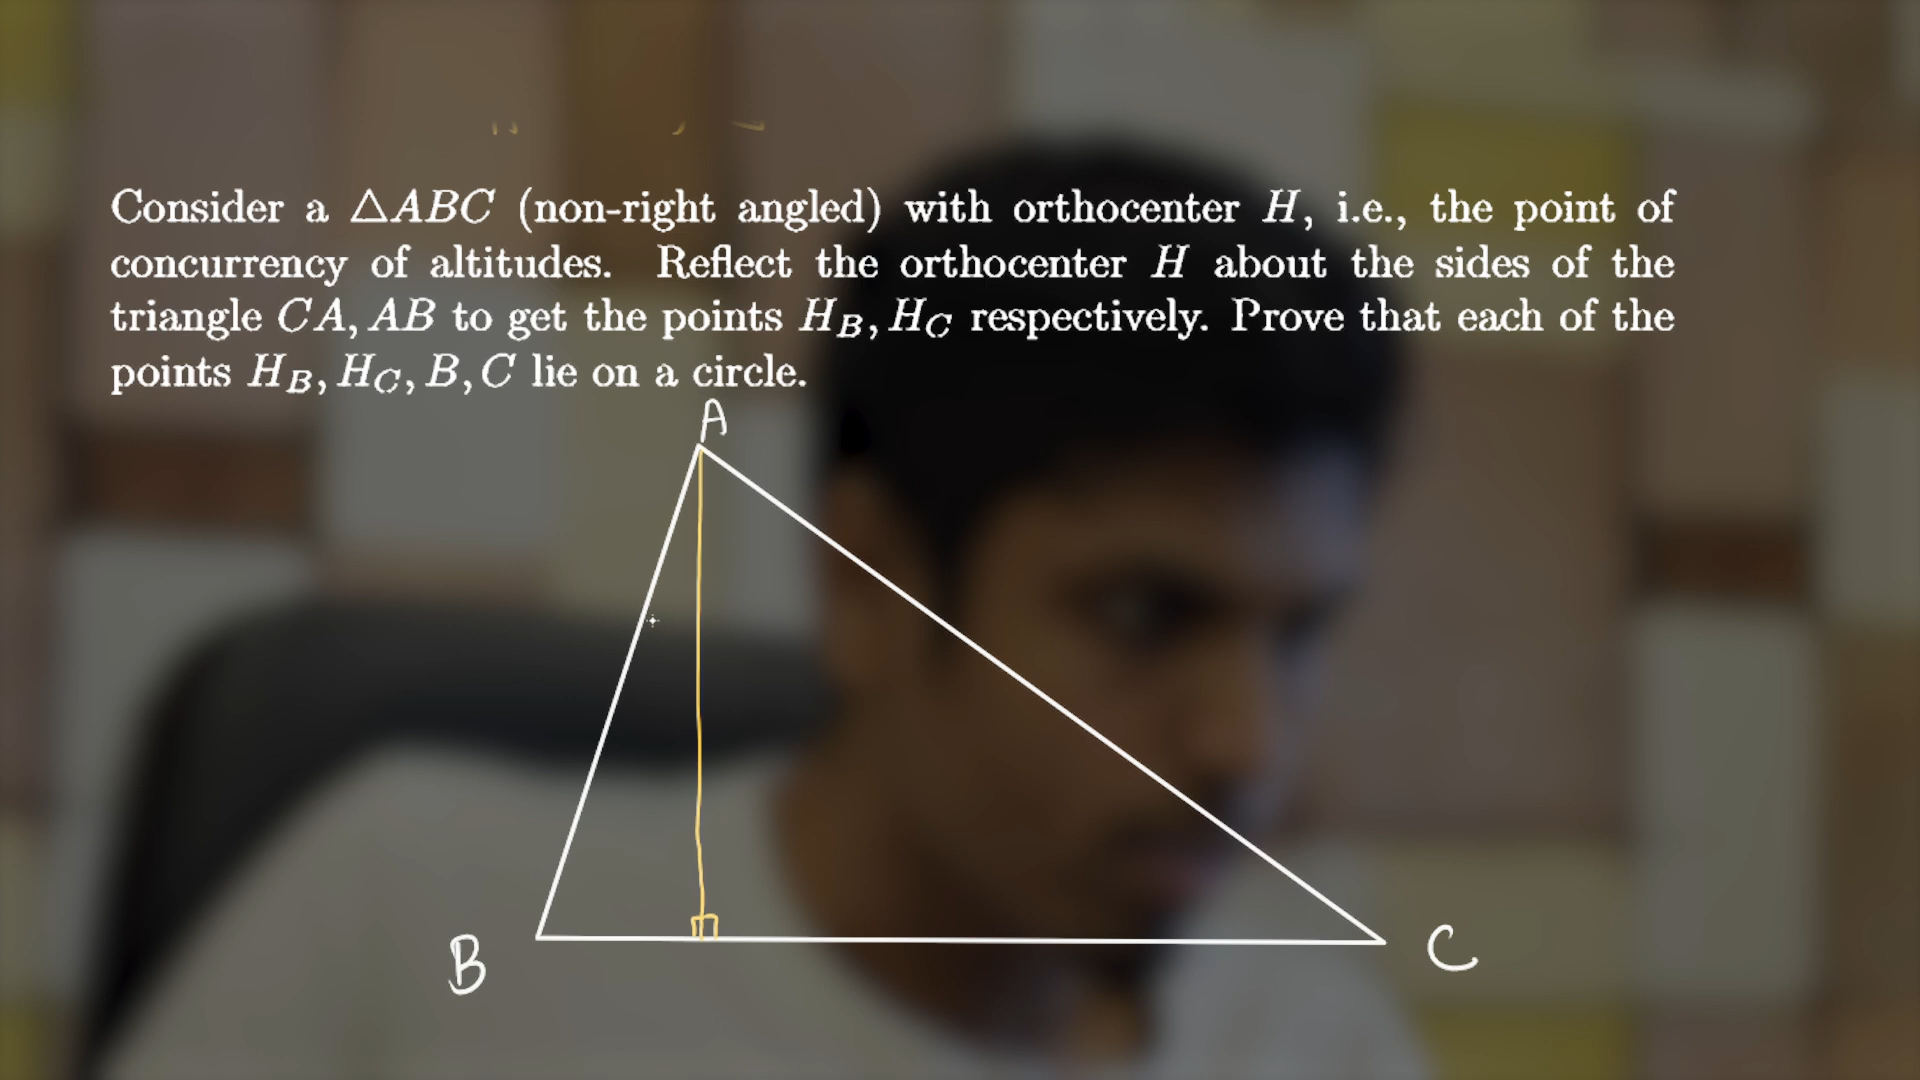 Consider a △ABC (non-right angled) with orthocenter H, i.e., the point of
concurrency of altitudes. Reflect the orthocenter H about the sides of the
triangle CA, AB to get the points H_B, H_C respectively. Prove that each of the
points H_B, H_C, B, C lie on a circle.
A
B
C